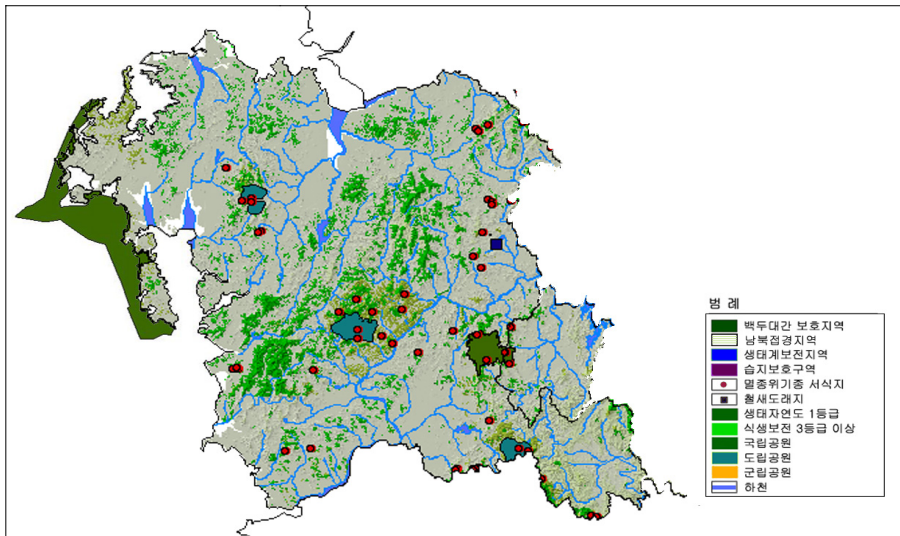 범 례
백두대간 보호지역
남북접경지역
생태계보전지역
습지보호구역
멸종위기종 서식지
철새도래지
생태자연도 1등급
식생보전 3등급 이상
국립공원
도립공원
군립공원
하천